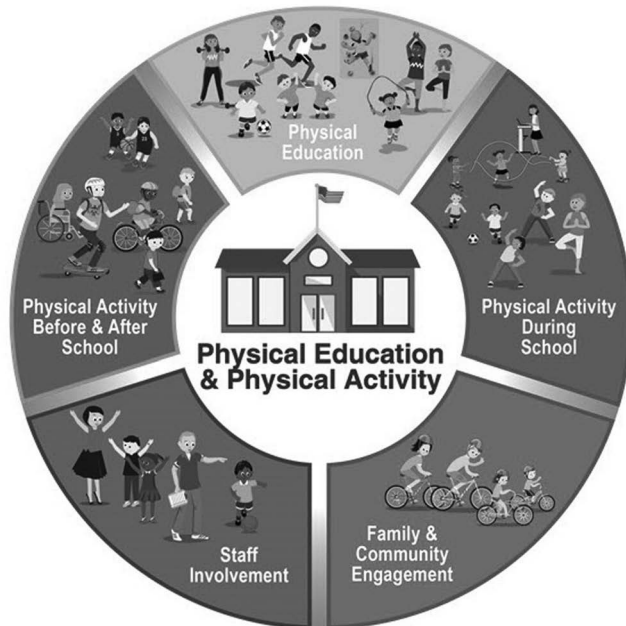 Physical
Education
Physical Activity
Before & After
School
Physical Activity
During
School
Physical Education
& Physical Activity
Staff
Involvement
Family &
Community
Engagement